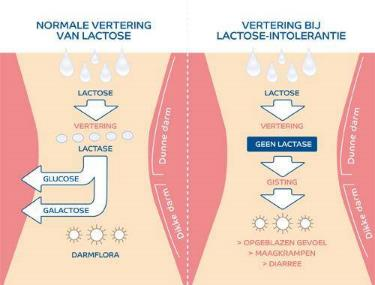 NORMALE VERTERING
VAN LACTOSE
LACTOSE
VERTERING
LACTASE
GLUCOSE
GALACTOSE
DARMFLORA
Dunne darm
Dikke darm
VERTERING BIJ
LACTOSE-INTOLERANTIE
LACTOSE
VERTERING
GEEN LACTASE
GISTING
> OPGEBLAZEN GEVOEL
> MAAGKRAMPEN
> DIARREE
Dunne darm
Dikke darm